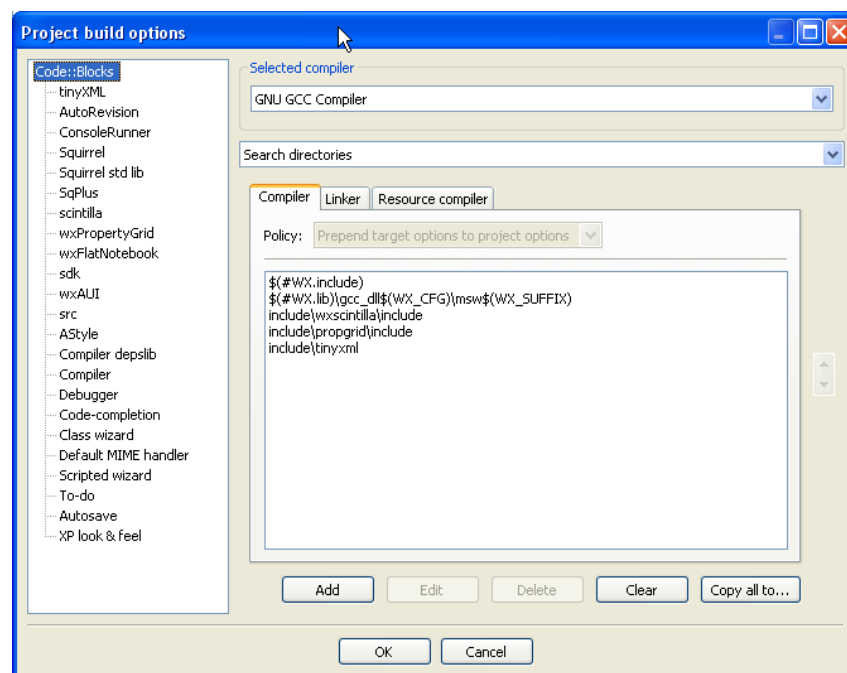 Project build options
Code::Blocks
tinyXML
AutoRevision
ConsoleRunner
Squirrel
Squirrel std lib
SqPlus
scintilla
wxPropertyGrid
wxFlatNotebook
sdk
wxAUI
src
AStyle
Compiler depslib
Compiler
Debugger
Code-completion
Class wizard
Default MIME handler
Scripted wizard
To-do
Autosave
XP look & feel
Selected compiler
GNU GCC Compiler
Search directories
Compiler Linker Resource compiler
Policy: Prepend target options to project options
$(#WX.include)
$(#WX.lib)\gcc_dll$(WX_CFG)\msw$(WX_SUFFIX)
include\wxscintilla\include
include\propgrid\include
include\tinyxml
Add Edit Delete Clear Copy all to...
OK Cancel